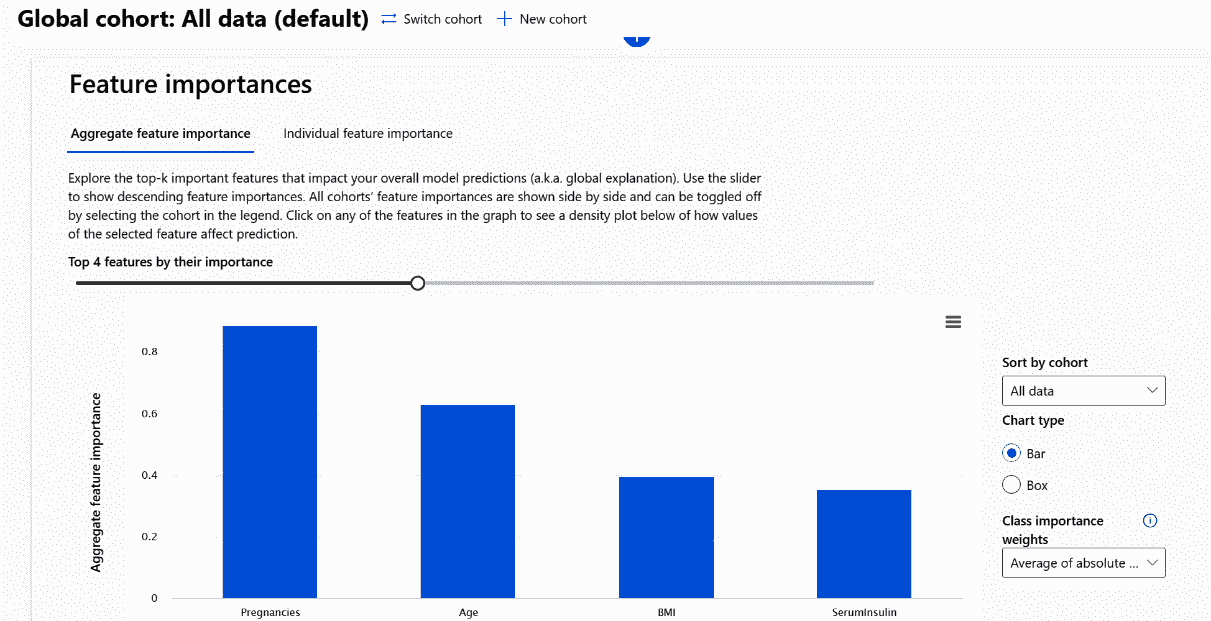 Global cohort: All data (default) Switch cohort New cohort
Feature importances
Aggregate feature importance Individual feature importance
Explore the top-k important features that impact your overall model predictions (a.k.a. global explanation). Use the slider
to show descending feature importances. All cohorts’ feature importances are shown side by side and can be toggled off
by selecting the cohort in the legend. Click on any of the features in the graph to see a density plot below of how values
of the selected feature affect prediction.
Top 4 features by their importance
Aggregate feature importance
0.8
0.6
0.4
0.2
0
Pregnancies Age BMI SerumInsulin
Sort by cohort
All data
Chart type
Bar
Box
Class importance
weights
Average of absolute ...